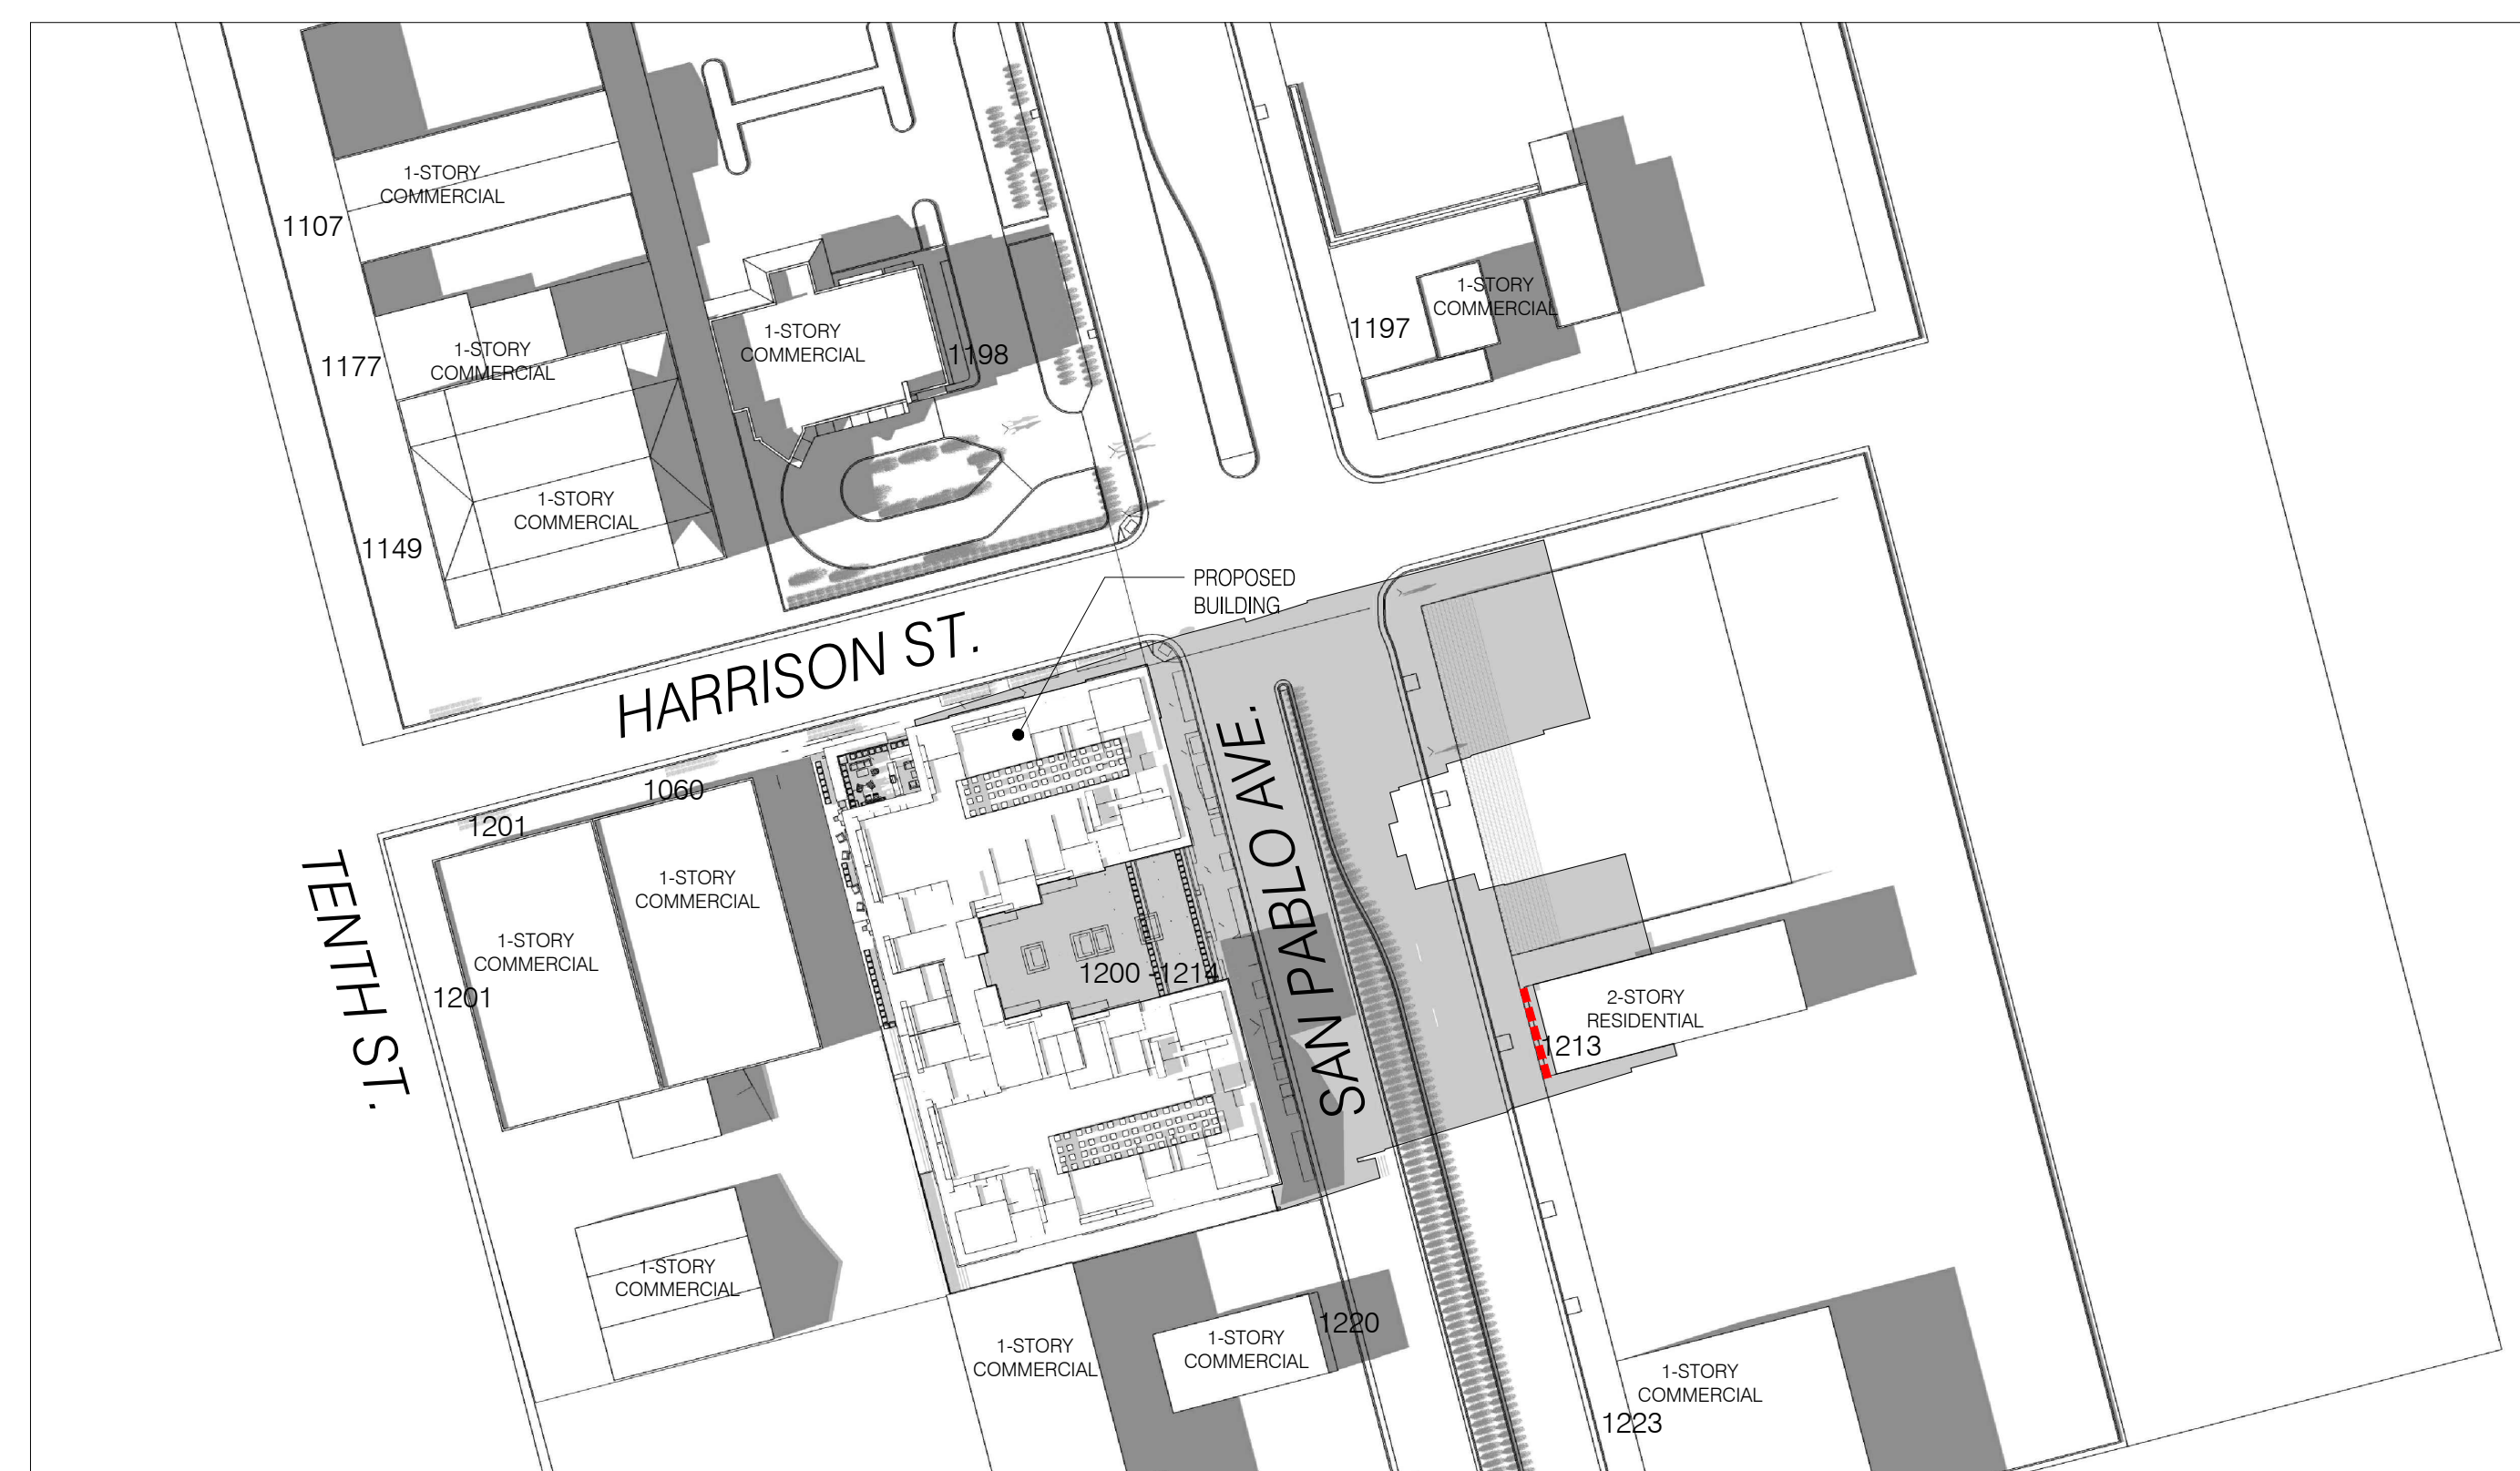 1-STORY
COMMERCIAL
1107
1-STORY
COMMERCIAL
1197
1-STORY
COMMERCIAL
1198
1-STORY
COMMERCIAL
1177
1-STORY
COMMERCIAL
1149
PROPOSED
BUILDING
HARRISON ST.
SAN PABLO AVE.
1060
1201
TENTH ST.
1-STORY
COMMERCIAL
1-STORY
COMMERCIAL
1201
1200 -1214
2-STORY
RESIDENTIAL
1213
1-STORY
COMMERCIAL
1-STORY
COMMERCIAL
1-STORY
COMMERCIAL
1220
1-STORY
COMMERCIAL
1223